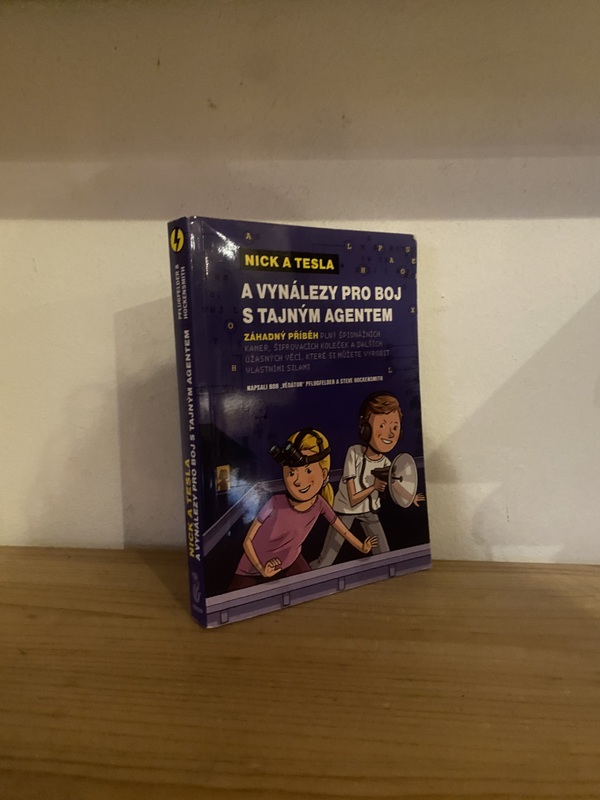 NICK A TESLA
A VYNÁLEZY PRO BOJ
S TAJNÝM AGENTEM
ZÁHADNÝ PŘÍBĚH PLNÝ ŠPIONÁŽNÍCH
KAMER, ŠIFROVACÍCH KOLEČEK A DALŠÍCH
ÚŽASNÝCH VĚCÍ, KTERÉ SI MŮŽETE VYROBIT
VLASTNÍMI SILAMI
NAPSALI BOB „VĚDÁTOR“ PFLUGFELDER A STEVE HOCKENSMITH
PFLUGFELDER &
HOCKENSMITH
NICK A TESLA
A VYNÁLEZY PRO BOJ S TAJNÝM AGENTEM